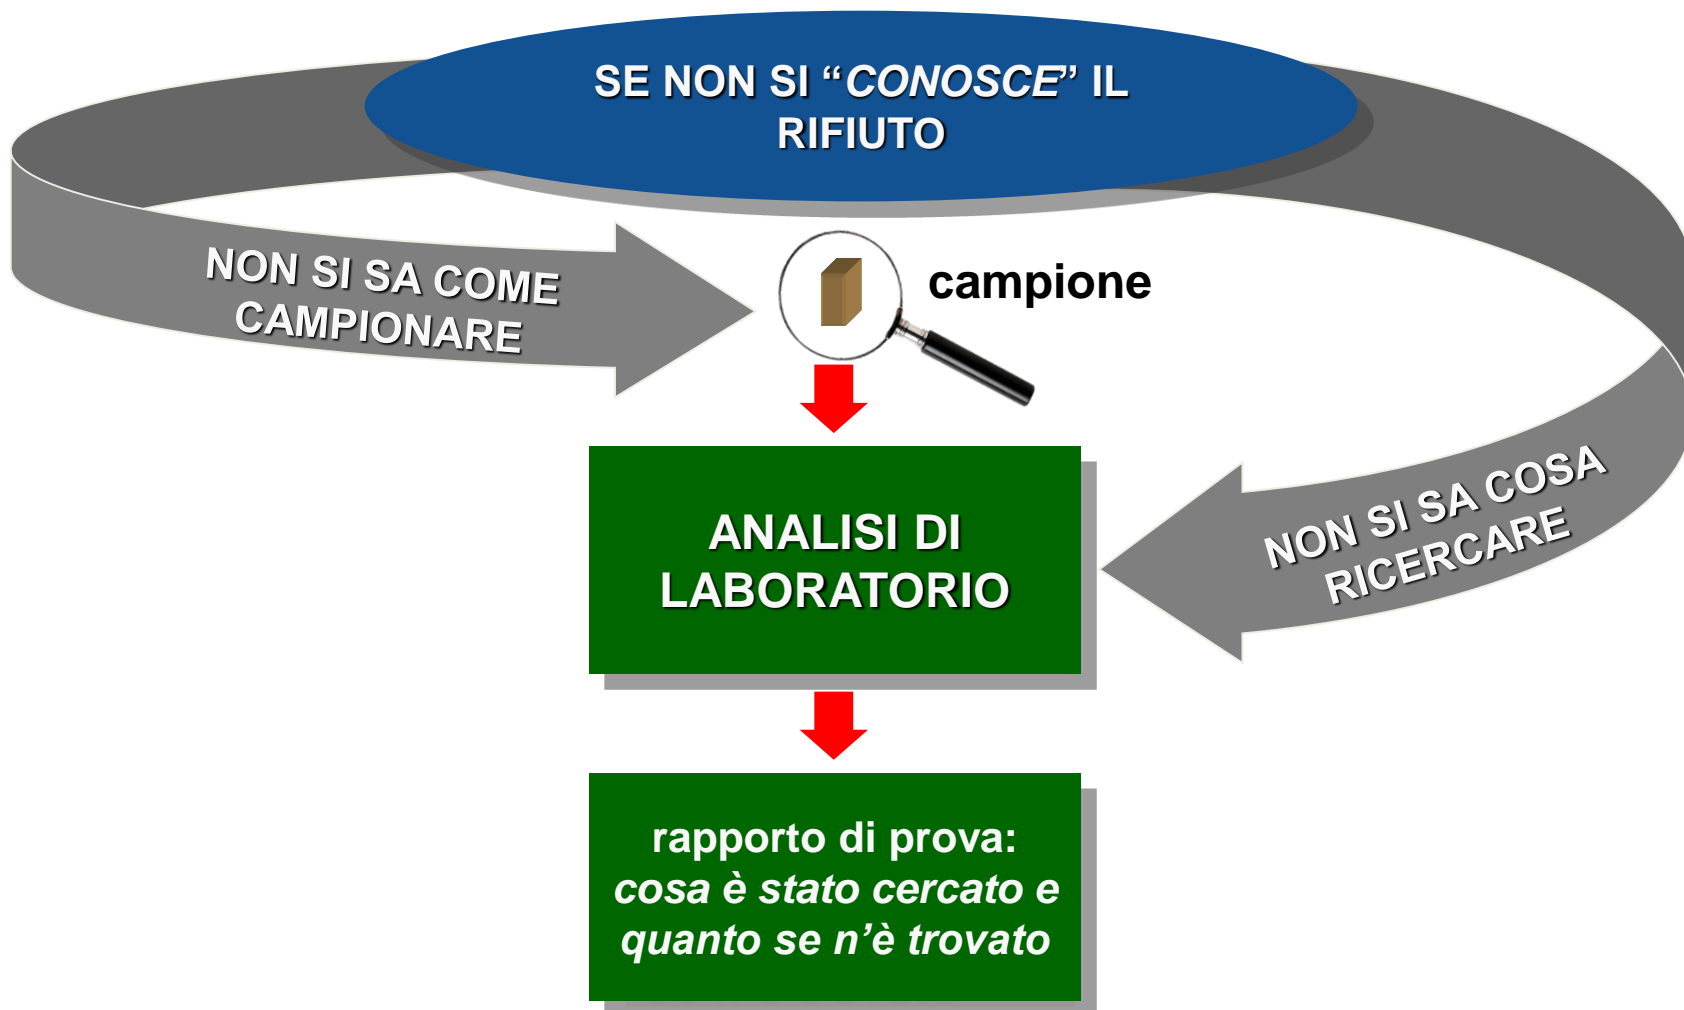 SE NON SI “CONOSCE” IL
RIFIUTO
NON SI SA COME
CAMPIONARE
campione
ANALISI DI
LABORATORIO
NON SI SA COSA
RICERCARE
rapporto di prova:
cosa è stato cercato e
quanto se n’è trovato